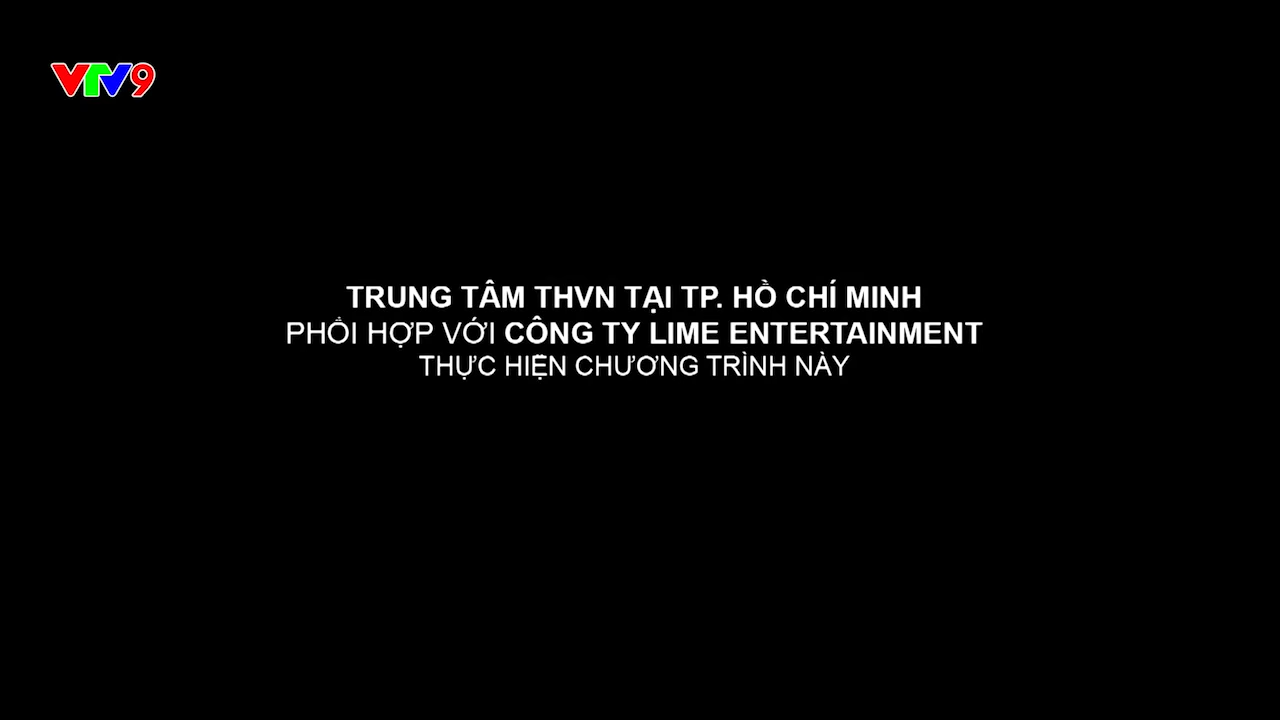 VTV9
TRUNG TÂM THVN TẠI TP. HỒ CHÍ MINH
PHỐI HỢP VỚI CÔNG TY LIME ENTERTAINMENT
THỰC HIỆN CHƯƠNG TRÌNH NÀY